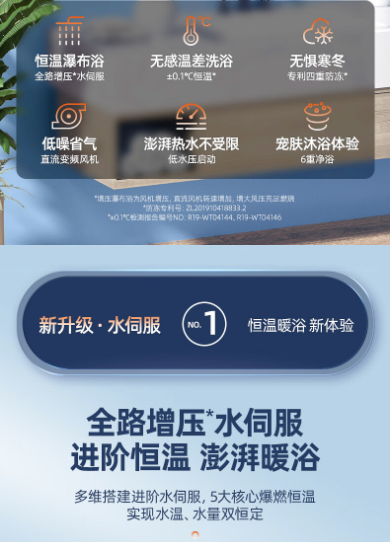 恒温瀑布浴
全路增压*水伺服
无感温差洗浴
±0.1℃恒温*
无惧寒冬
专利四重防冻*
低噪省气
直流变频风机
澎湃热水不受限
低水压启动
宠肤沐浴体验
6重净浴
*增压瀑布浴为风机增压, 直流风机转速增加, 增大风压充足燃烧
*防冻专利号: ZL201910418833.2
*±0.1℃检测报告编号NO: R19-WT04144, R19-WT04146
新升级·水伺服
NO.1
恒温暖浴 新体验
全路增压*水伺服
进阶恒温 澎湃暖浴
多维搭建进阶水伺服, 5大核心爆燃恒温
实现水温、水量双恒定